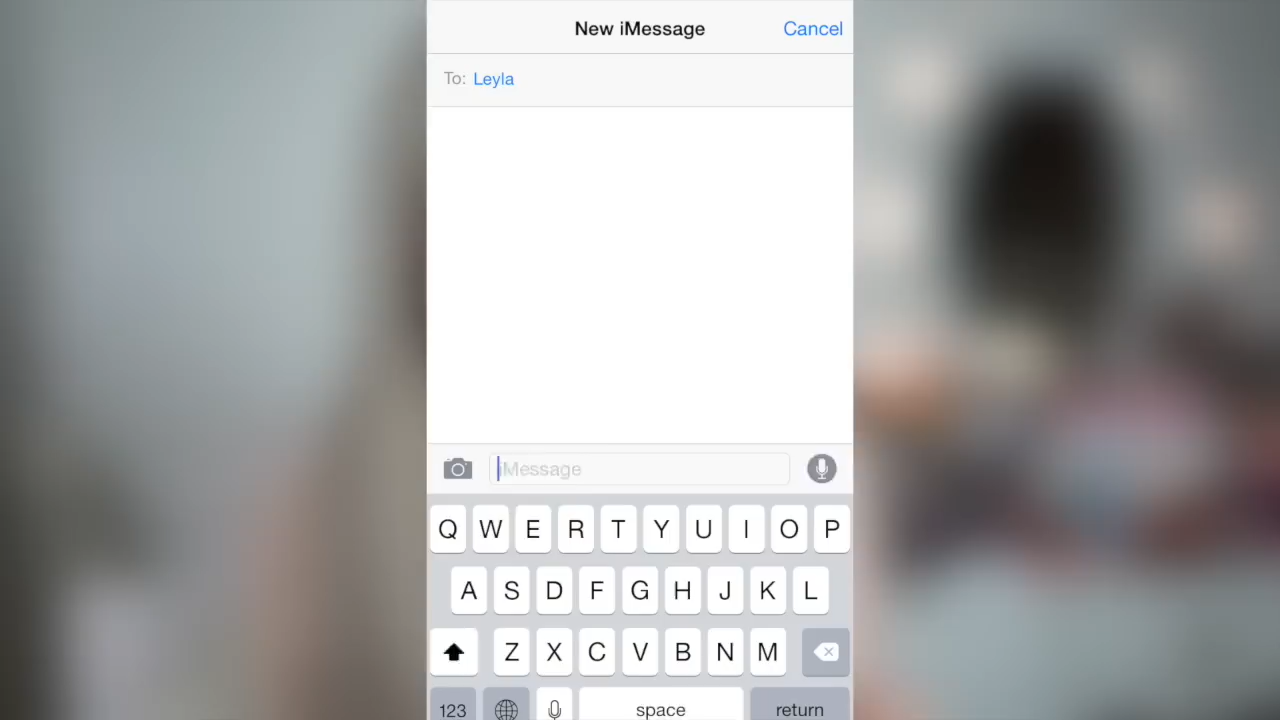 New iMessage Cancel
To: Leyla
iMessage
Q W E R T Y U I O P
A S D F G H J K L
Z X C V B N M
123 space return